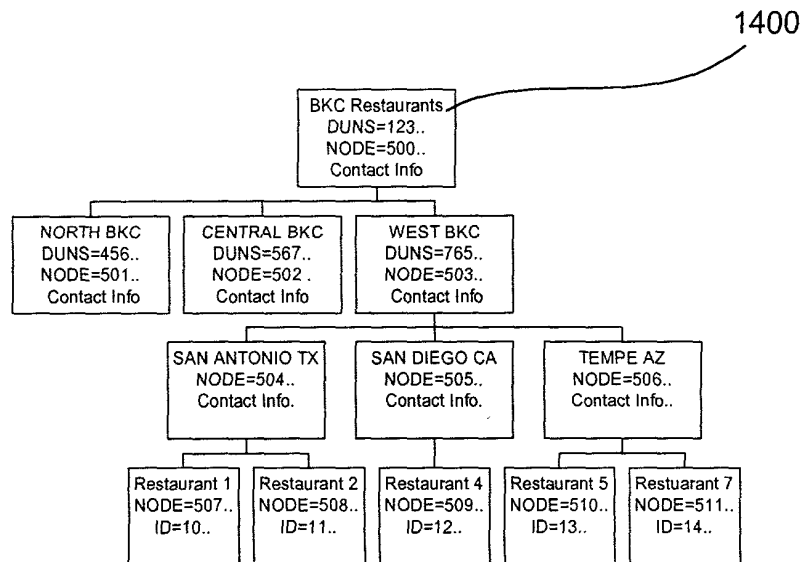 1400
BKC Restaurants
DUNS=123..
NODE=500..
Contact Info
NORTH BKC
DUNS=456..
NODE=501..
Contact Info
CENTRAL BKC
DUNS=567..
NODE=502 .
Contact Info
WEST BKC
DUNS=765..
NODE=503..
Contact Info
SAN ANTONIO TX
NODE=504..
Contact Info.
SAN DIEGO CA
NODE=505..
Contact Info.
TEMPE AZ
NODE=506..
Contact Info..
Restaurant 1
NODE=507..
ID=10..
Restaurant 2
NODE=508..
ID=11..
Restaurant 4
NODE=509..
ID=12..
Restaurant 5
NODE=510..
ID=13..
Restuarant 7
NODE=511..
ID=14..